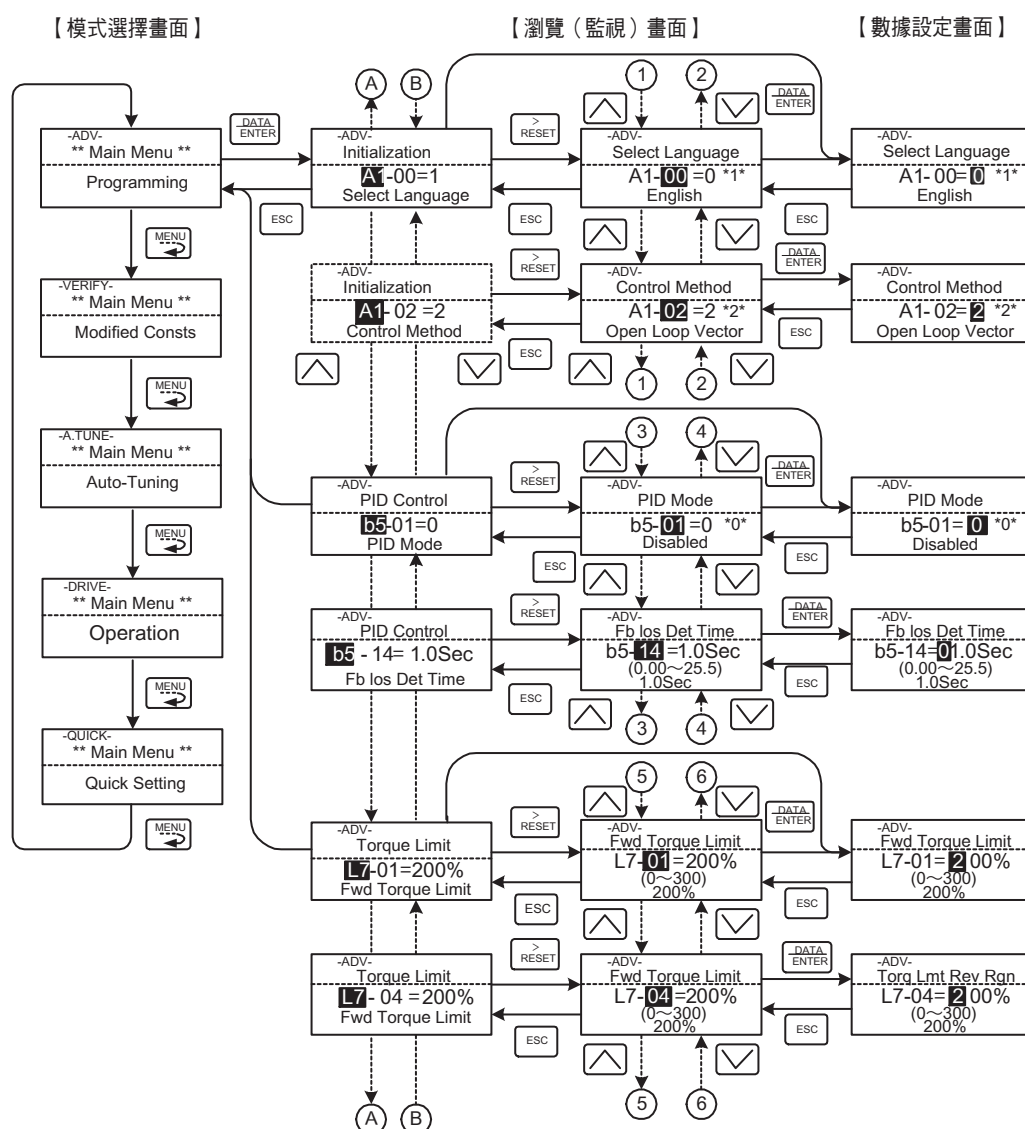 【模式選擇畫面】
【瀏覽（監視）畫面】
【數據設定畫面】
A
B
1
2
DATA
ENTER
DATA
ENTER
-ADV-
** Main Menu **
Programming
-ADV-
Initialization
A1-00=1
Select Language
>
RESET
-ADV-
Select Language
A1-00 =0 *1*
English
-ADV-
Select Language
A1- 00= 0 *1*
English
ESC
ESC
ESC
MENU
-VERIFY-
** Main Menu **
Modified Consts
-ADV-
Initialization
A1- 02 =2
Control Method
>
RESET
-ADV-
Control Method
A1-02 =2 *2*
Open Loop Vector
DATA
ENTER
-ADV-
Control Method
A1- 02= 2 *2*
Open Loop Vector
ESC
ESC
1
2
MENU
-A.TUNE-
** Main Menu **
Auto-Tuning
3
4
DATA
ENTER
-ADV-
PID Control
b5-01=0
PID Mode
>
RESET
-ADV-
PID Mode
b5-01 =0 *0*
Disabled
-ADV-
PID Mode
b5-01= 0 *0*
Disabled
ESC
ESC
MENU
-DRIVE-
** Main Menu **
Operation
-ADV-
PID Control
b5 - 14= 1.0Sec
Fb los Det Time
>
RESET
-ADV-
Fb los Det Time
b5-14 =1.0Sec
(0.00～25.5)
1.0Sec
DATA
ENTER
-ADV-
Fb los Det Time
b5-14=01.0Sec
(0.00～25.5)
1.0Sec
ESC
ESC
3
4
MENU
-QUICK-
** Main Menu **
Quick Setting
MENU
5
6
DATA
ENTER
-ADV-
Torque Limit
L7-01=200%
Fwd Torque Limit
>
RESET
-ADV-
Fwd Torque Limit
L7-01=200%
(0～300)
200%
-ADV-
Fwd Torque Limit
L7-01= 2 00%
(0～300)
200%
ESC
ESC
-ADV-
Torque Limit
L7 - 04 =200%
Fwd Torque Limit
>
RESET
-ADV-
Fwd Torque Limit
L7-04 =200%
(0～300)
200%
DATA
ENTER
-ADV-
Torq Lmt Rev Rgn
L7-04= 2 00%
(0～300)
200%
ESC
ESC
A
B
5
6